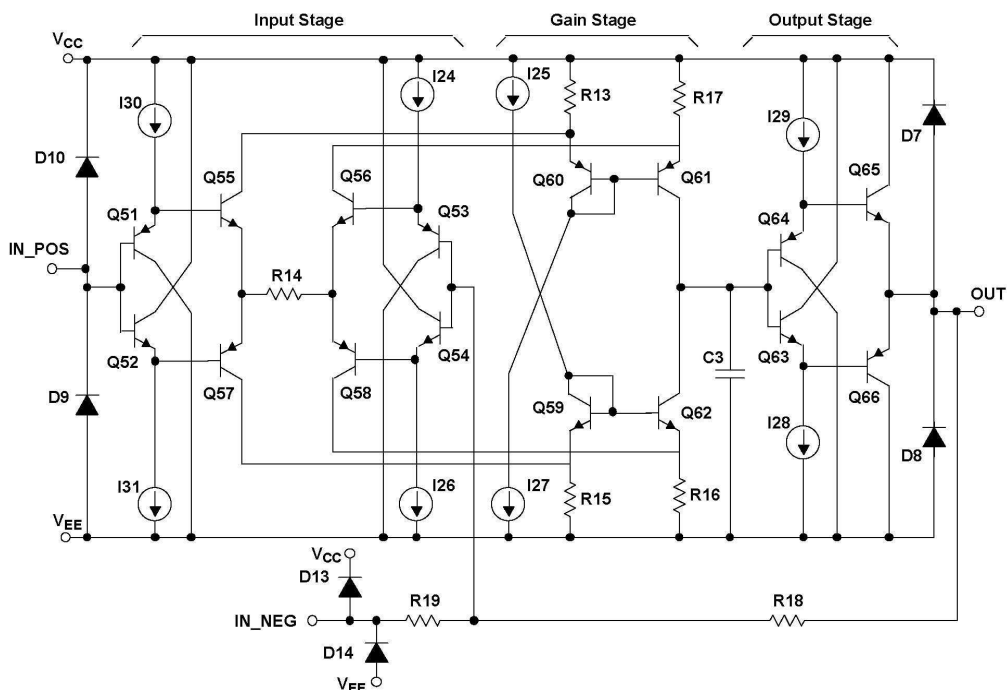 Input Stage
Gain Stage
Output Stage
VCC
I30
I24
I25
R13
R17
I29
D7
D10
Q55
Q56
Q60
Q61
Q65
Q51
Q53
Q64
IN_POS
R14
OUT
Q52
Q54
Q63
C3
Q57
Q58
Q59
Q62
Q66
D9
I28
D8
I31
I26
I27
R15
R16
VEE
VCC
D13
R19
R18
IN_NEG
D14
VEE